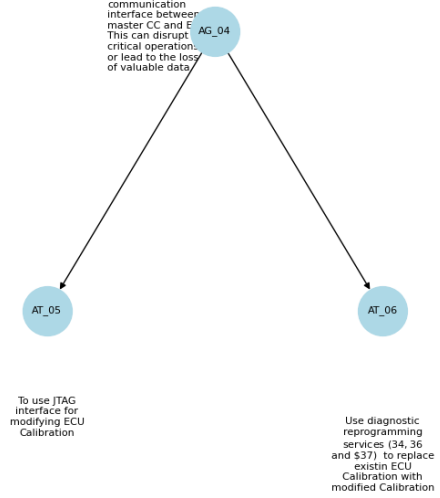 communication
interface between
master CC and E
This can disrupt
critical operations
or lead to the loss
of valuable data
AG_04
AT_05
AT_06
To use JTAG
interface for
modifying ECU
Calibration
Use diagnostic
reprogramming
services (34, 36
and $37) to replace
existin ECU
Calibration with
modified Calibration